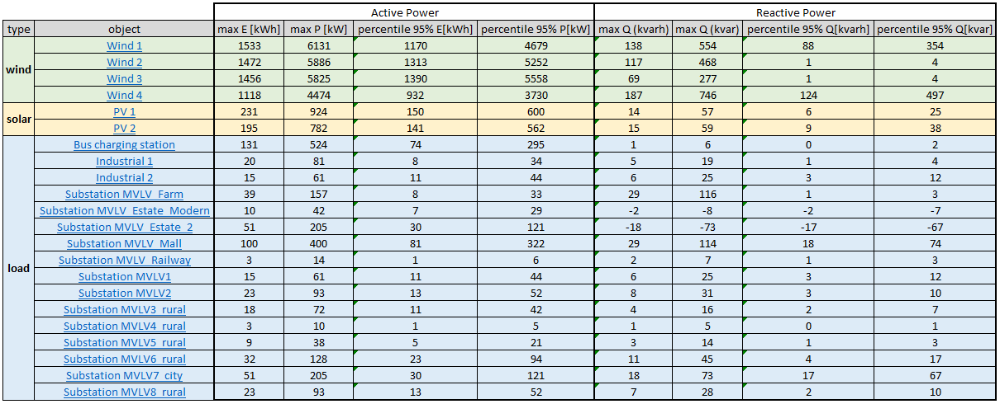 Active Power Reactive Power
type object max E [kWh] max P [kW] percentile 95% E[kWh] percentile 95% P[kW] max Q (kvarh) max Q (kvar) percentile 95% Q[kvarh] percentile 95% Q[kvar]
wind
Wind 1 1533 6131 1170 4679 138 554 88 354
Wind 2 1472 5886 1313 5252 117 468 1 4
Wind 3 1456 5825 1390 5558 69 277 1 4
Wind 4 1118 4474 932 3730 187 746 124 497
solar
PV 1 231 924 150 600 14 57 6 25
PV 2 195 782 141 562 15 59 9 38
load
Bus charging station 131 524 74 295 1 6 0 2
Industrial 1 20 81 8 34 5 19 1 4
Industrial 2 15 61 11 44 6 25 3 12
Substation MVLV_Farm 39 157 8 33 29 116 1 3
Substation MVLV_Estate_Modern 10 42 7 29 -2 -8 -2 -7
Substation MVLV_Estate_2 51 205 30 121 -18 -73 -17 -67
Substation MVLV_Mall 100 400 81 322 29 114 18 74
Substation MVLV_Railway 3 14 1 6 2 7 1 3
Substation MVLV1 15 61 11 44 6 25 3 12
Substation MVLV2 23 93 13 52 8 31 3 10
Substation MVLV3_rural 18 72 11 42 4 16 2 7
Substation MVLV4_rural 3 10 1 5 1 5 0 1
Substation MVLV5_rural 9 38 5 21 3 14 1 3
Substation MVLV6_rural 32 128 23 94 11 45 4 17
Substation MVLV7_city 51 205 30 121 18 73 17 67
Substation MVLV8_rural 23 93 13 52 7 28 2 10